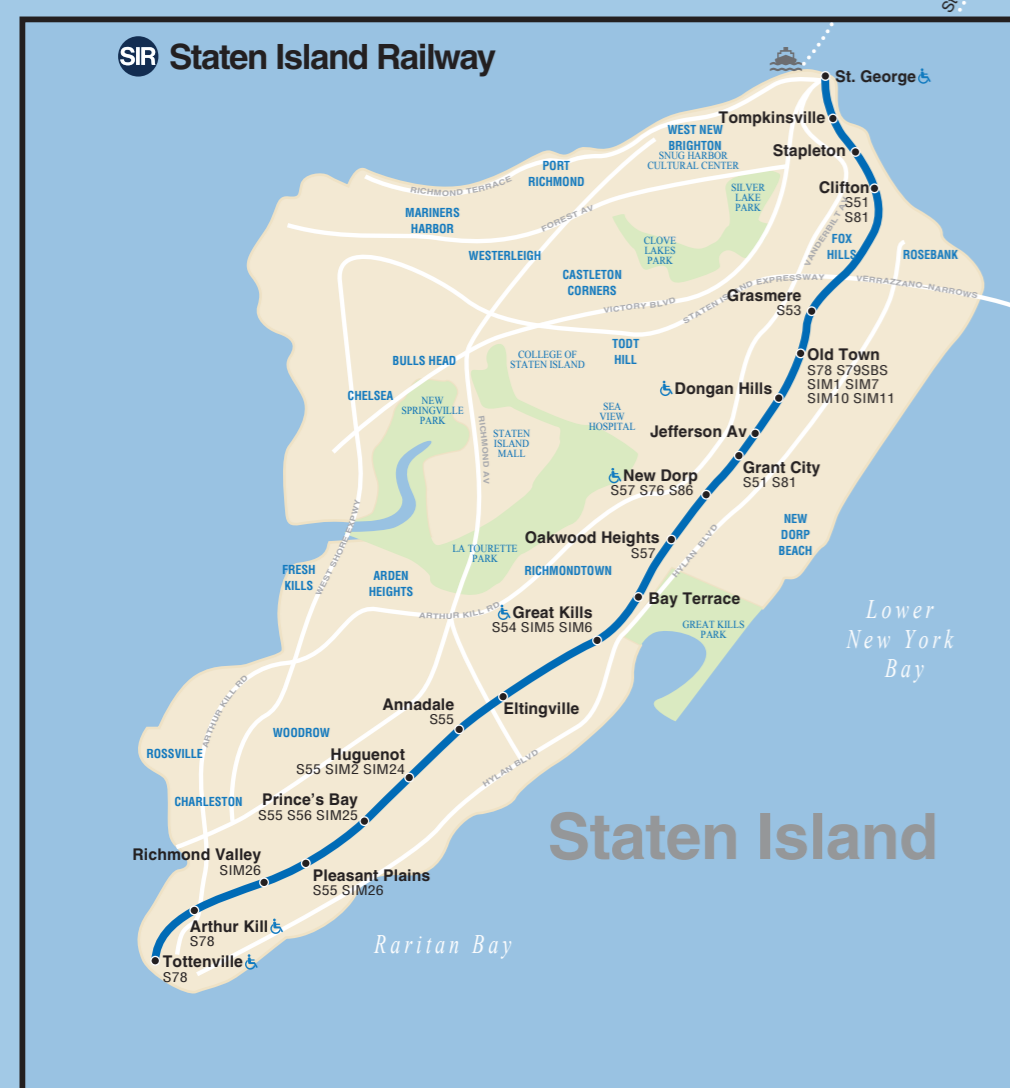 SIR Staten Island Railway
St. George
Tompkinsville
Stapleton
Clifton
S51
S81
WEST NEW
BRIGHTON
SNUG HARBOR
CULTURAL CENTER
PORT
RICHMOND
RICHMOND TERRACE
SILVER
LAKE
PARK
MARINERS
HARBOR
FOREST AV
VANDERBILT AV
FOX
HILLS
ROSEBANK
CLOVE
LAKES
PARK
WESTERLEIGH
CASTLETON
CORNERS
VICTORY BLVD
STATEN ISLAND EXPRESSWAY
VERRAZZANO-NARROWS
Grasmere
S53
TODT
HILL
COLLEGE OF
STATEN ISLAND
BULLS HEAD
Old Town
S78 S79SBS
SIM1 SIM7
SIM10 SIM11
CHELSEA
NEW
SPRINGVILLE
PARK
Dongan Hills
SEA
VIEW
HOSPITAL
STATEN
ISLAND
MALL
RICHMOND AV
Jefferson Av
Grant City
S51 S81
New Dorp
S57 S76 S86
WEST SHORE EXPWY
NEW
DORP
BEACH
Oakwood Heights
S57
HYLAN BLVD
LA TOURETTE
PARK
RICHMONDTOWN
FRESH
KILLS
ARDEN
HEIGHTS
ARTHUR KILL RD
Bay Terrace
Great Kills
S54 SIM5 SIM6
GREAT KILLS
PARK
Lower
New York
Bay
ARTHUR KILL RD
Annadale
S55
Eltingville
WOODROW
ROSSVILLE
Huguenot
S55 SIM2 SIM24
HYLAN BLVD
CHARLESTON
Prince's Bay
S55 S56 SIM25
Staten Island
Richmond Valley
SIM26
Pleasant Plains
S55 SIM26
Arthur Kill
S78
Raritan Bay
Tottenville
S78